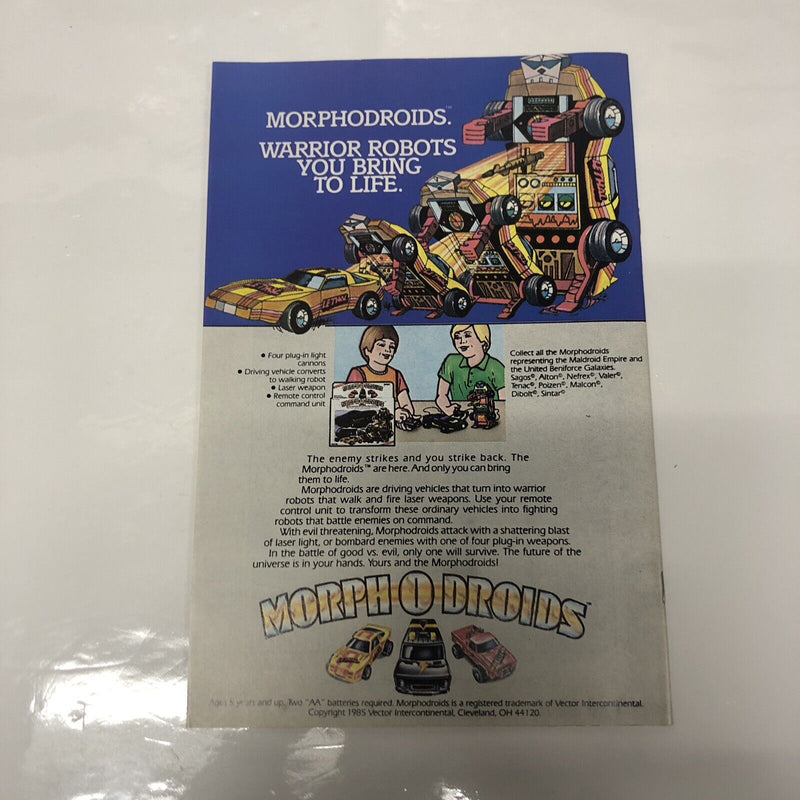 MORPHODROIDS.™
WARRIOR ROBOTS
YOU BRING
TO LIFE.
LETHAL
• Four plug-in light
cannons
• Driving vehicle converts
to walking robot
• Laser weapon
• Remote control
command unit
Collect all the Morphodroids
representing the Maldroid Empire and
the United Beniforce Galaxies.
Sagos©, Alton©, Nefrex©, Valer©,
Tenac©, Poizen©, Malcon©,
Dibolt©, Sintar©
The enemy strikes and you strike back. The
Morphodroids™ are here. And only you can bring
them to life.
Morphodroids are driving vehicles that turn into warrior
robots that walk and fire laser weapons. Use your remote
control unit to transform these ordinary vehicles into fighting
robots that battle enemies on command.
With evil threatening, Morphodroids attack with a shattering blast
of laser light, or bombard enemies with one of four plug-in weapons.
In the battle of good vs. evil, only one will survive. The future of the
universe is in your hands. Yours and the Morphodroids!
MORPH O DROIDS™
Ages 5 years and up. Two "AA" batteries required. Morphodroids is a registered trademark of Vector Intercontinental.
Copyright 1985 Vector Intercontinental, Cleveland, OH 44120.